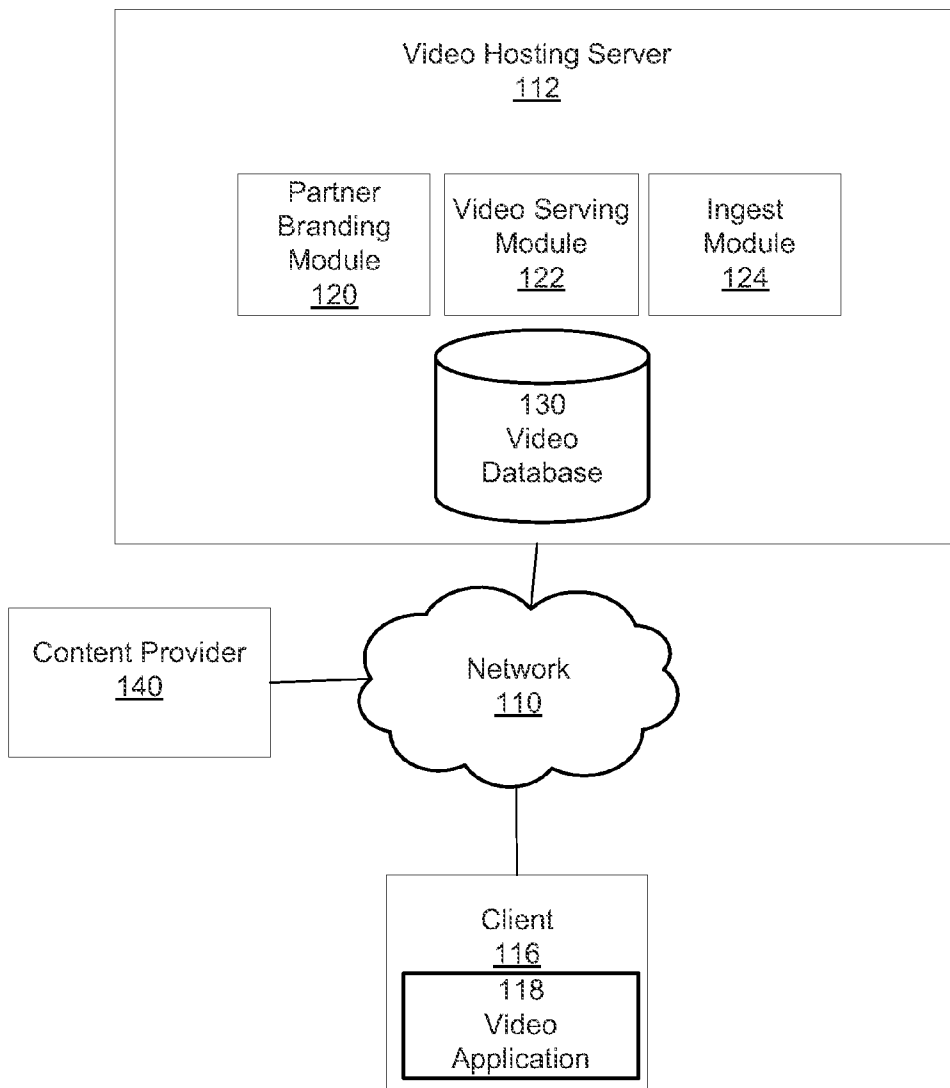 Video Hosting Server
112
Partner
Branding
Module
120
Video Serving
Module
122
Ingest
Module
124
130
Video
Database
Content Provider
140
Network
110
Client
116
118
Video
Application